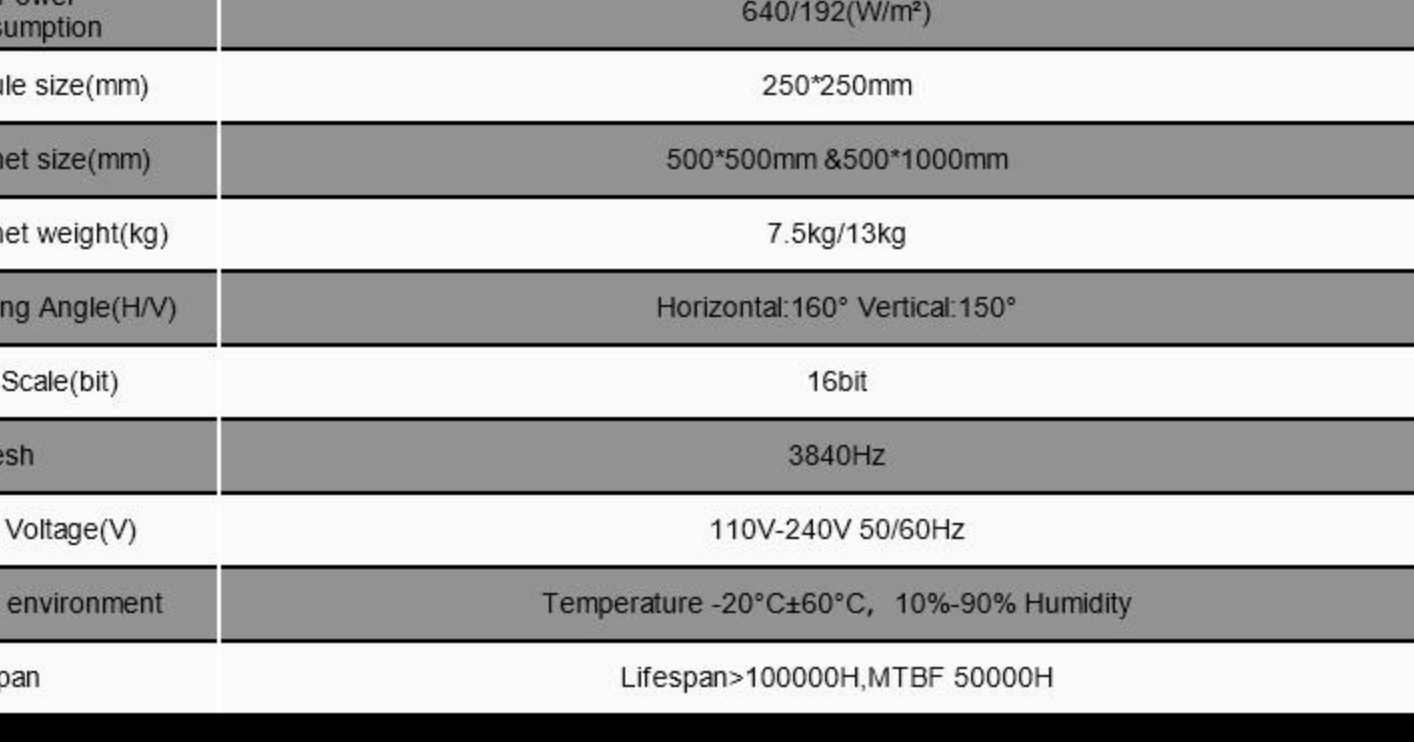 Power
sumption
640/192(W/m²)
ule size(mm)
250*250mm
net size(mm)
500*500mm &500*1000mm
net weight(kg)
7.5kg/13kg
ng Angle(H/V)
Horizontal:160° Vertical:150°
Scale(bit)
16bit
esh
3840Hz
Voltage(V)
110V-240V 50/60Hz
environment
Temperature -20°C±60°C, 10%-90% Humidity
pan
Lifespan>100000H,MTBF 50000H